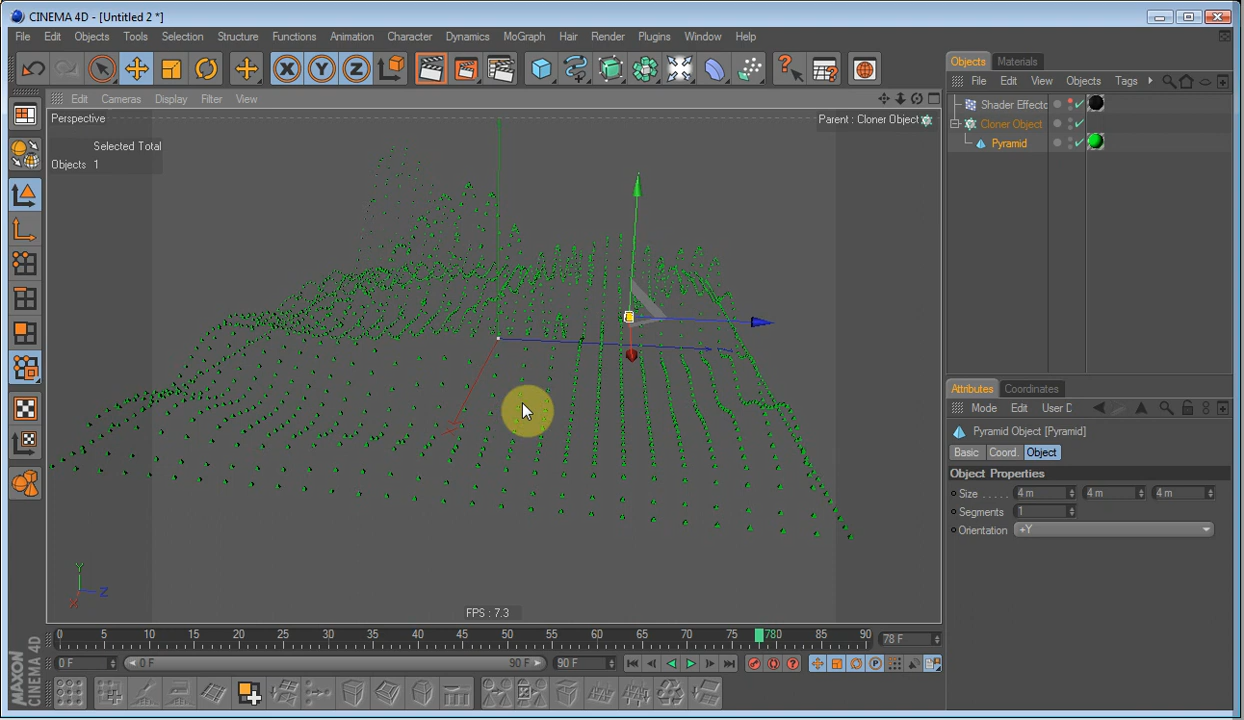 CINEMA 4D - [Untitled 2 *]
File Edit Objects Tools Selection Structure Functions Animation Character Dynamics MoGraph Hair Render Plugins Window Help
Edit Cameras Display Filter View
Perspective
Parent : Cloner Object
Selected Total
Objects 1
Y
Z
X
FPS : 7.3
0 5 10 15 20 25 30 35 40 45 50 55 60 65 70 75 780 85 90
78 F
0 F
0 F
90 F
90 F
MAXON
CINEMA 4D
Objects Materials
File Edit View Objects Tags
Shader Effecto
Cloner Object
Pyramid
Attributes Coordinates
Mode Edit User D
Pyramid Object [Pyramid]
Basic Coord. Object
Object Properties
Size . . . . . 4 m 4 m 4 m
Segments 1
Orientation +Y